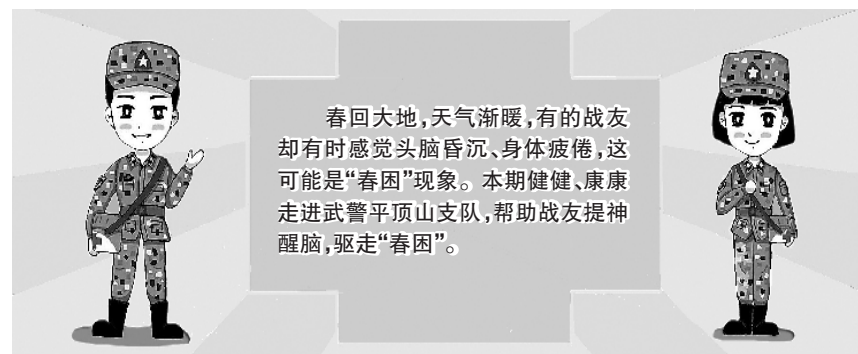 春回大地,天气渐暖,有的战友
却有时感觉头脑昏沉、身体疲倦,这
可能是“春困”现象。本期健健、康康
走进武警平顶山支队,帮助战友提神
醒脑,驱走“春困”。